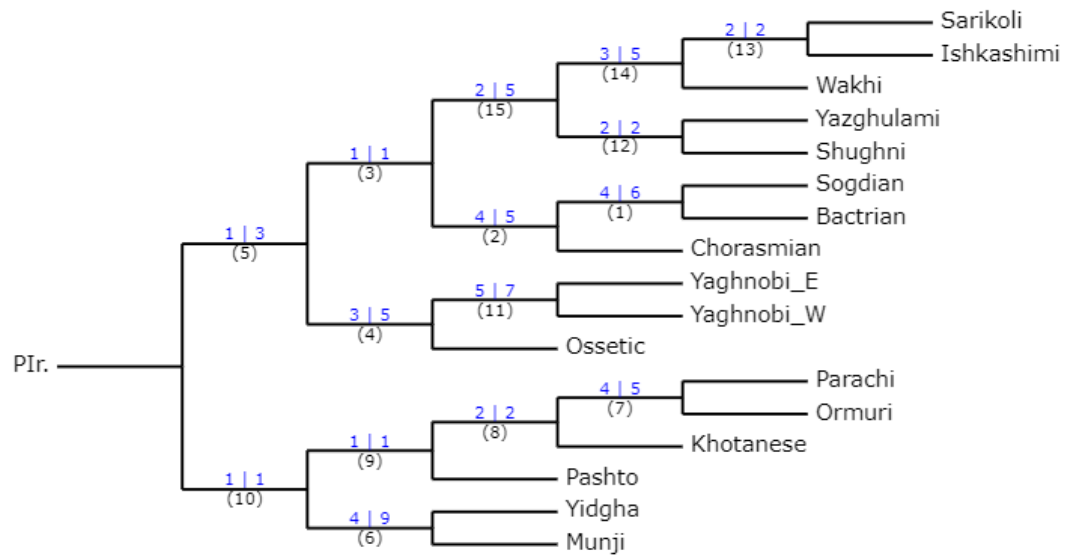 Sarikoli
2 | 2
(13)
Ishkashimi
3 | 5
(14)
Wakhi
2 | 5
(15)
Yazghulami
2 | 2
(12)
Shughni
1 | 1
(3)
Sogdian
4 | 6
(1)
Bactrian
4 | 5
(2)
Chorasmian
1 | 3
(5)
Yaghnobi_E
5 | 7
(11)
Yaghnobi_W
3 | 5
(4)
Ossetic
PIr.
Parachi
4 | 5
(7)
Ormuri
2 | 2
(8)
Khotanese
1 | 1
(9)
Pashto
1 | 1
(10)
Yidgha
4 | 9
(6)
Munji